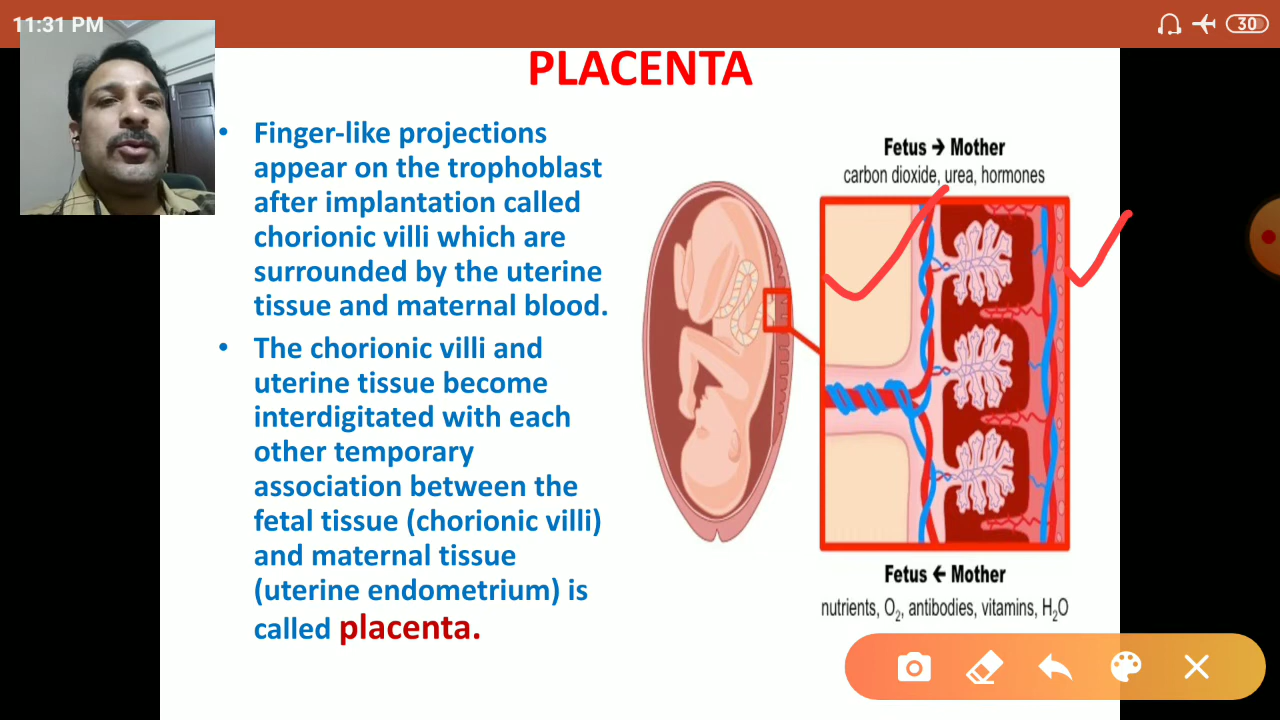 11:31 PM
30
PLACENTA
• Finger-like projections
appear on the trophoblast
after implantation called
chorionic villi which are
surrounded by the uterine
tissue and maternal blood.
• The chorionic villi and
uterine tissue become
interdigitated with each
other temporary
association between the
fetal tissue (chorionic villi)
and maternal tissue
(uterine endometrium) is
called placenta.
Fetus → Mother
carbon dioxide, urea, hormones
Fetus ← Mother
nutrients, O₂, antibodies, vitamins, H₂O